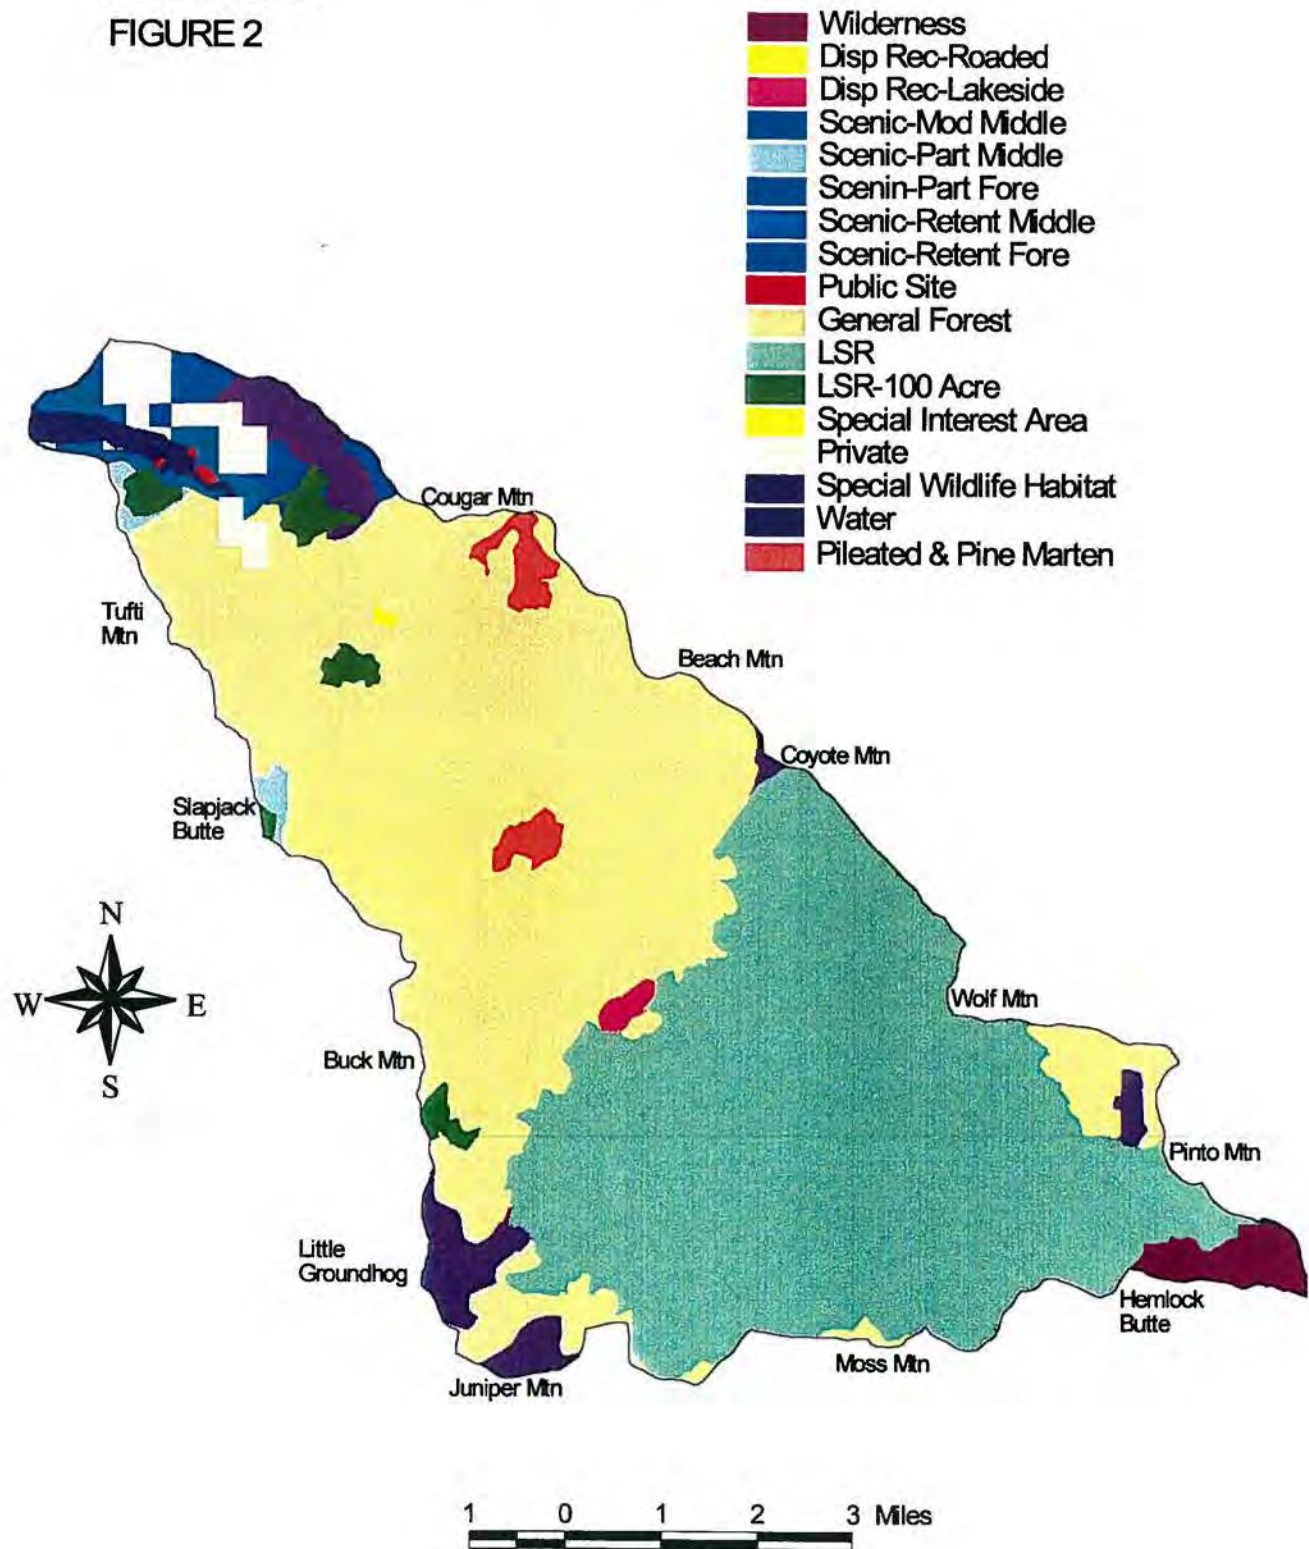 FIGURE 2
Wilderness
Disp Rec-Roaded
Disp Rec-Lakeside
Scenic-Mod Middle
Scenic-Part Middle
Scenin-Part Fore
Scenic-Retent Middle
Scenic-Retent Fore
Public Site
General Forest
LSR
LSR-100 Acre
Special Interest Area
Private
Special Wildlife Habitat
Water
Pileated & Pine Marten
Cougar Mtn
Tufti
Mtn
Beach Mtn
Coyote Mtn
Slapjack
Butte
N
W E
S
Wolf Mtn
Buck Mtn
Pinto Mtn
Little
Groundhog
Hemlock
Butte
Moss Mtn
Juniper Mtn
1 0 1 2 3 Miles